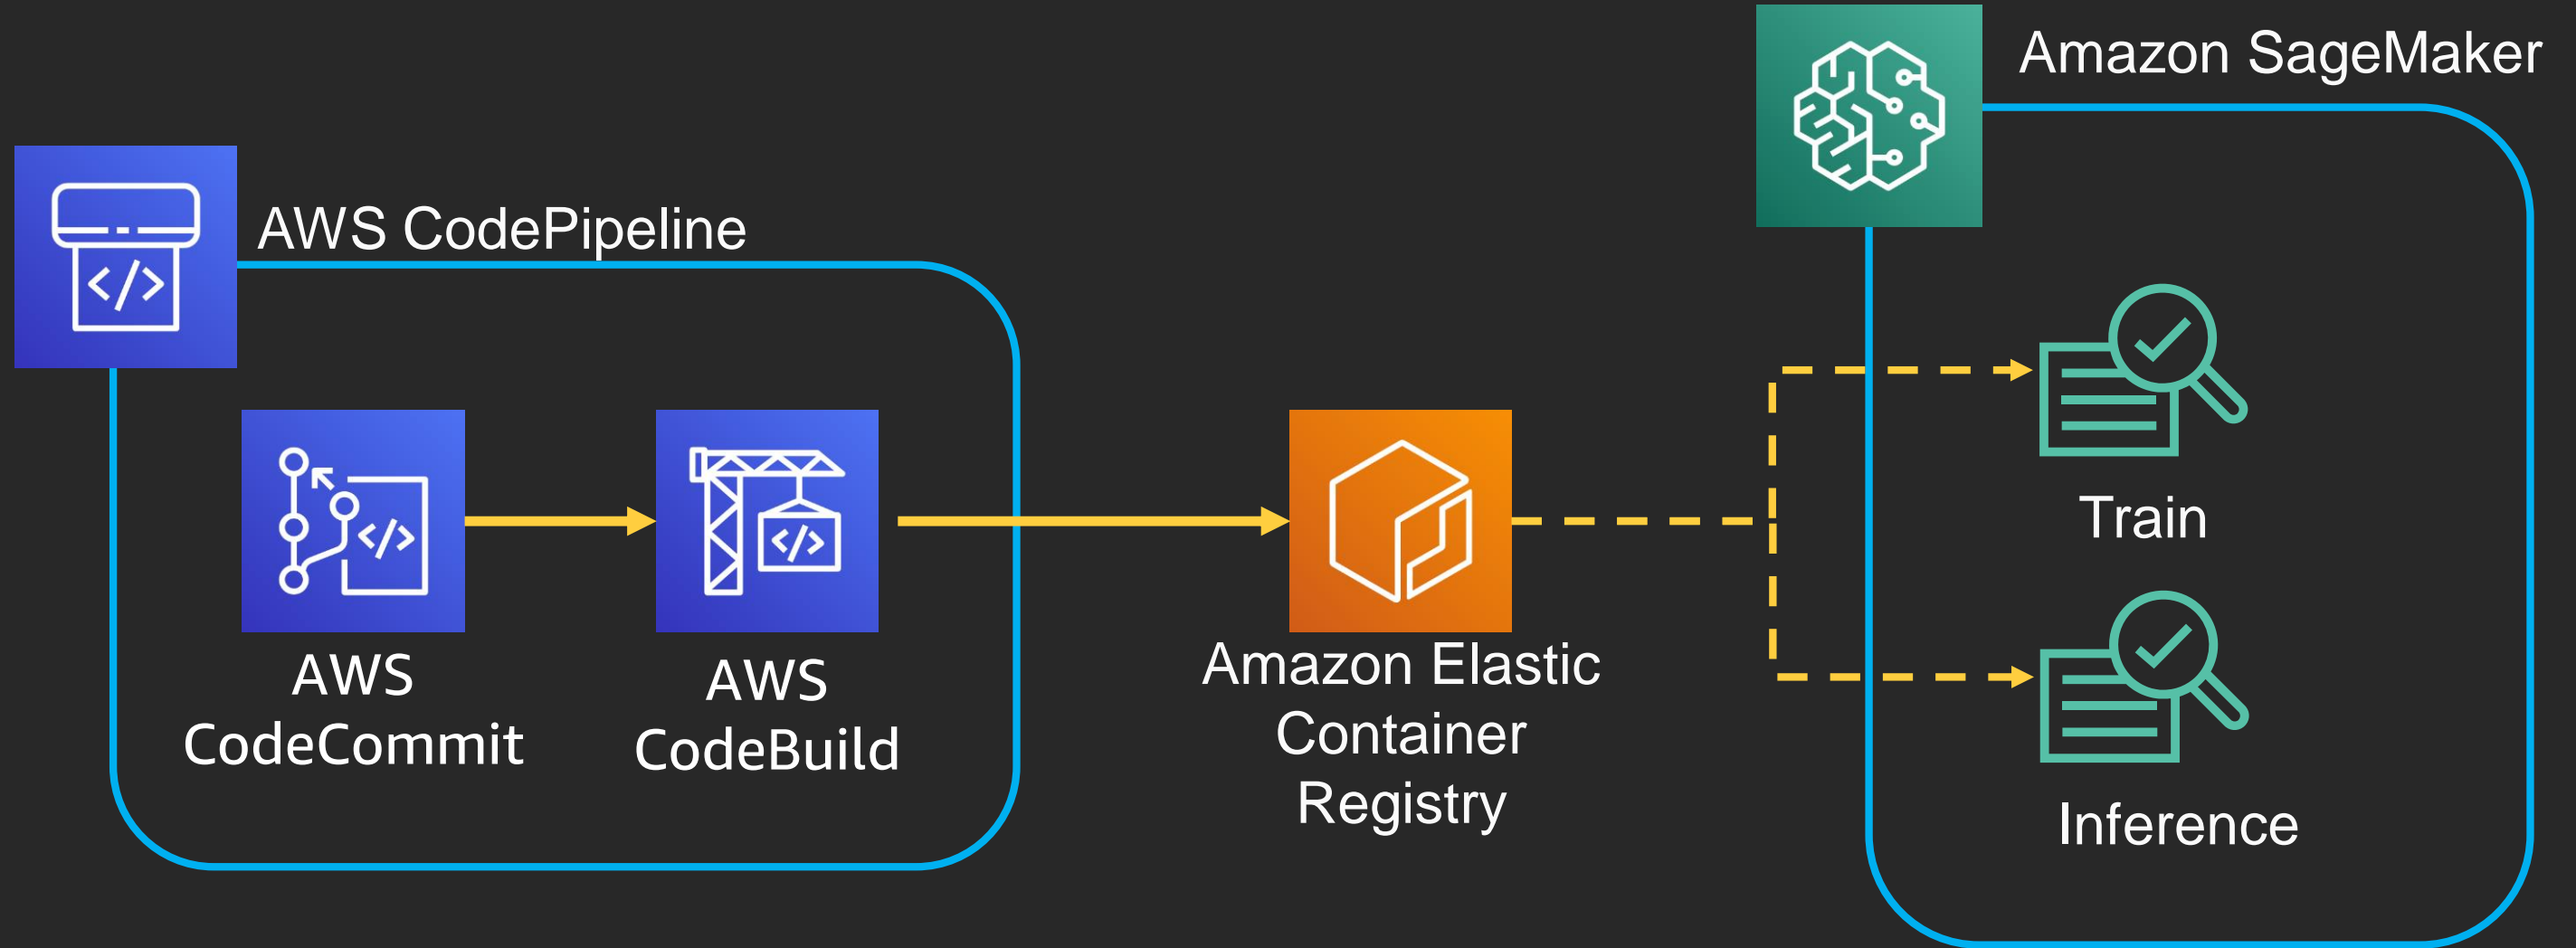 Amazon SageMaker
AWS CodePipeline
AWS
CodeCommit
AWS
CodeBuild
Amazon Elastic
Container
Registry
Train
Inference